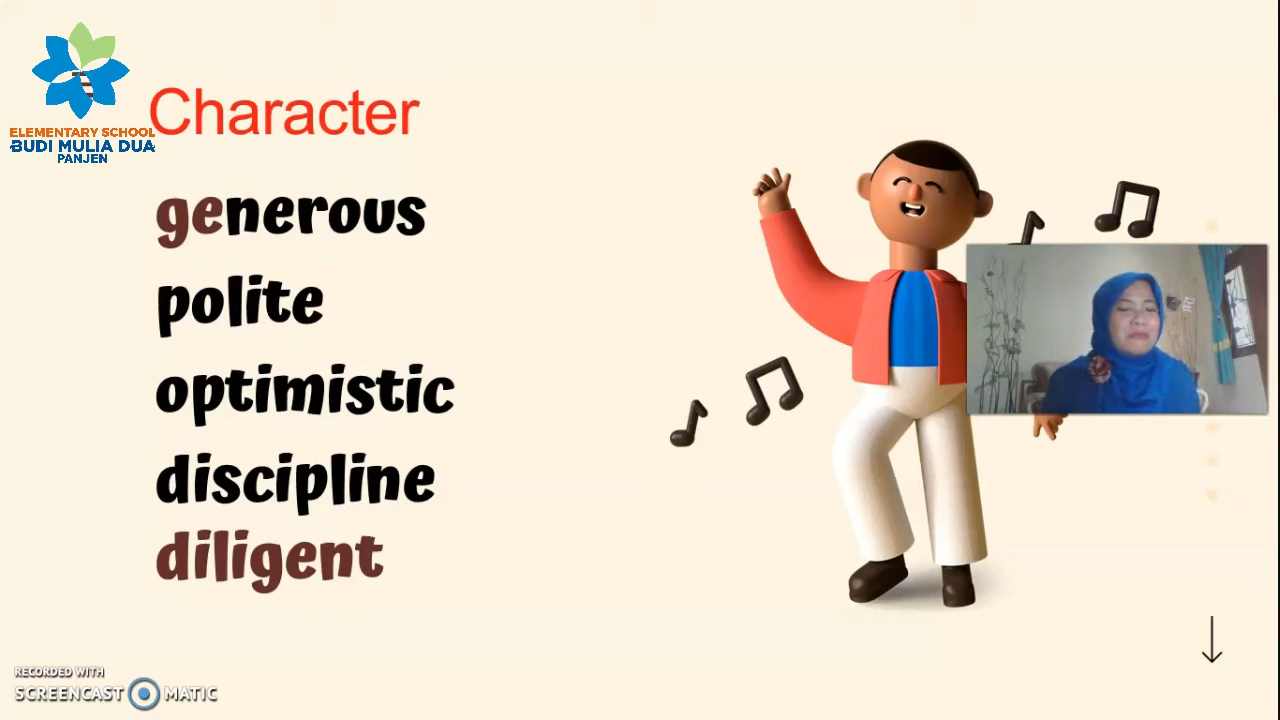 ELEMENTARY SCHOOL
BUDI MULIA DUA
PANJEN
Character
generous
polite
optimistic
discipline
diligent
RECORDED WITH
SCREENCAST MATIC